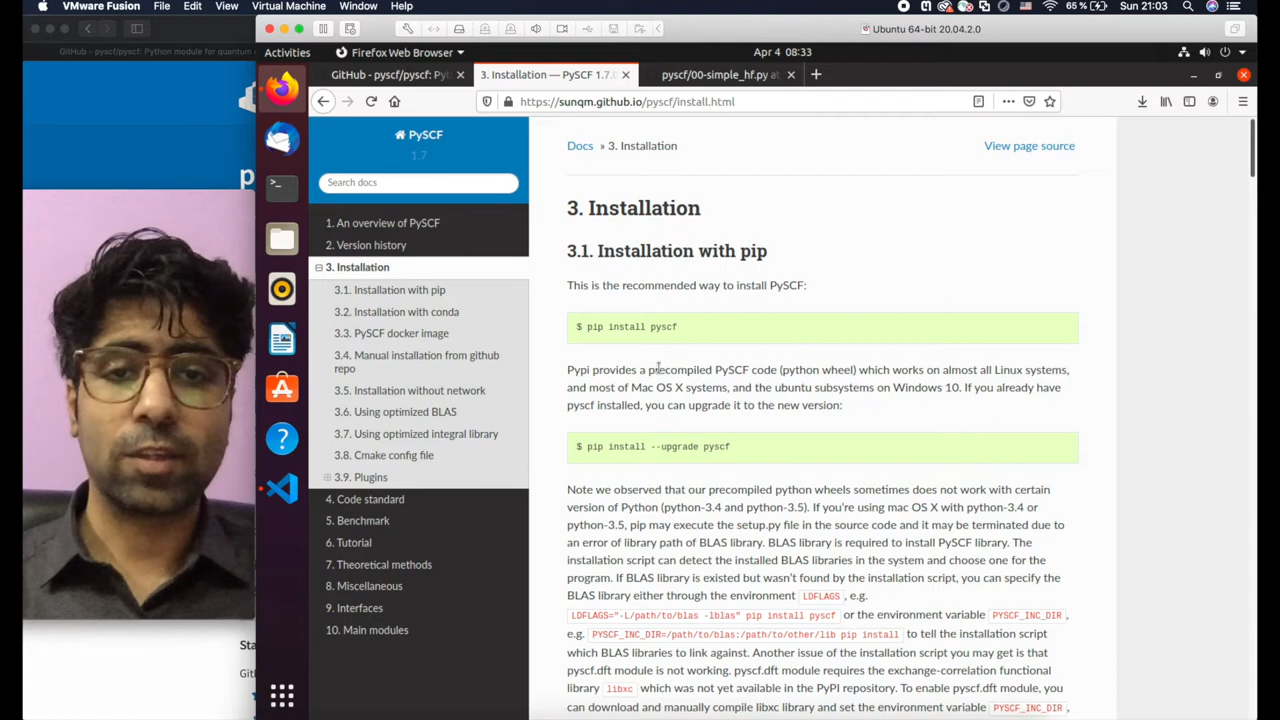 VMware Fusion File Edit View Virtual Machine Window Help 65 % Sun 21:03
Ubuntu 64-bit 20.04.2.0
GitHub - pyscf/pyscf: Python module for quantum
Activities Firefox Web Browser Apr 4 08:33
GitHub - pyscf/pyscf: Pyt 3. Installation — PySCF 1.7.0 pyscf/00-simple_hf.py at
https://sunqm.github.io/pyscf/install.html
PySCF
1.7
Search docs
1. An overview of PySCF
2. Version history
3. Installation
3.1. Installation with pip
3.2. Installation with conda
3.3. PySCF docker image
3.4. Manual installation from github
repo
3.5. Installation without network
3.6. Using optimized BLAS
3.7. Using optimized integral library
3.8. Cmake config file
3.9. Plugins
4. Code standard
5. Benchmark
6. Tutorial
7. Theoretical methods
8. Miscellaneous
9. Interfaces
10. Main modules
Docs » 3. Installation View page source
3. Installation
3.1. Installation with pip
This is the recommended way to install PySCF:
$ pip install pyscf
Pypi provides a precompiled PySCF code (python wheel) which works on almost all Linux systems,
and most of Mac OS X systems, and the ubuntu subsystems on Windows 10. If you already have
pyscf installed, you can upgrade it to the new version:
$ pip install --upgrade pyscf
Note we observed that our precompiled python wheels sometimes does not work with certain
version of Python (python-3.4 and python-3.5). If you're using mac OS X with python-3.4 or
python-3.5, pip may execute the setup.py file in the source code and it may be terminated due to
an error of library path of BLAS library. BLAS library is required to install PySCF library. The
installation script can detect the installed BLAS libraries in the system and choose one for the
program. If BLAS library is existed but wasn't found by the installation script, you can specify the
BLAS library either through the environment LDFLAGS, e.g.
LDFLAGS="-L/path/to/blas -lblas" pip install pyscf or the environment variable PYSCF_INC_DIR,
e.g. PYSCF_INC_DIR=/path/to/blas:/path/to/other/lib pip install to tell the installation script
which BLAS libraries to link against. Another issue of the installation script you may get is that
pyscf.dft module is not working. pyscf.dft module requires the exchange-correlation functional
library libxc which was not yet available in the PyPI repository. To enable pyscf.dft module, you
can download and manually compile libxc library and set the environment variable PYSCF_INC_DIR,
p
Sta
Gith